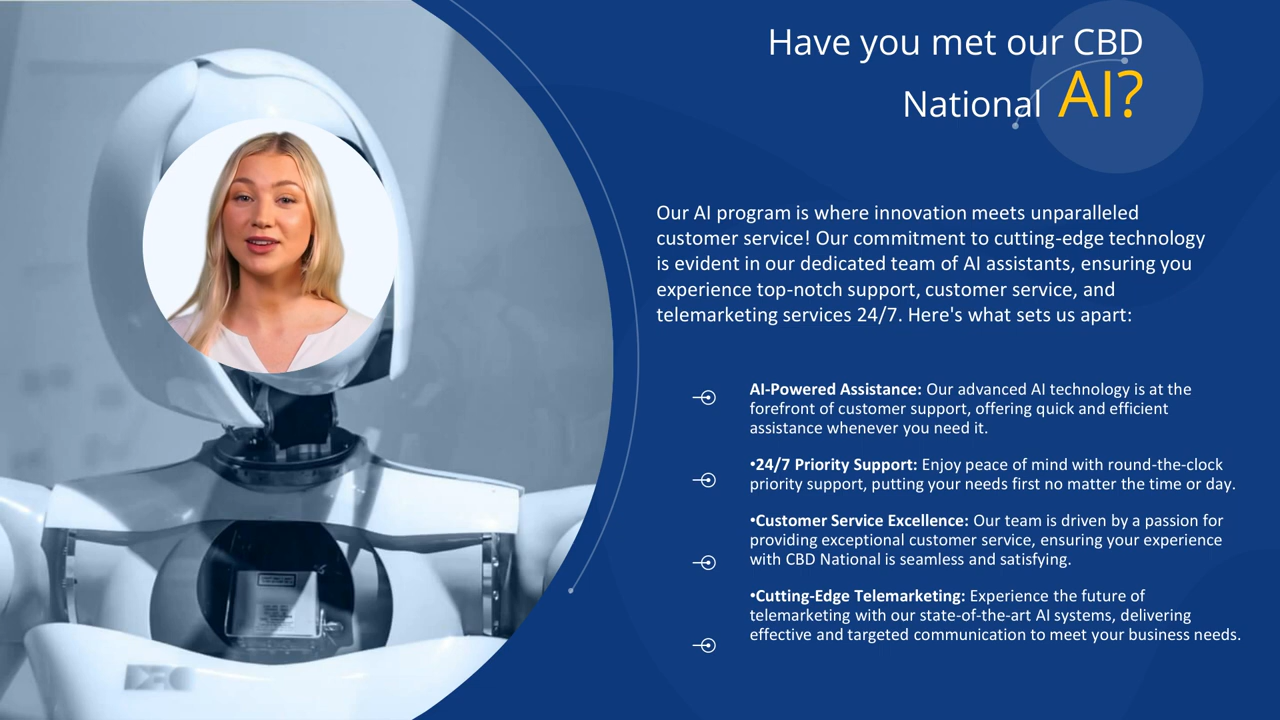 Have you met our CBD
National AI?
Our AI program is where innovation meets unparalleled
customer service! Our commitment to cutting-edge technology
is evident in our dedicated team of AI assistants, ensuring you
experience top-notch support, customer service, and
telemarketing services 24/7. Here's what sets us apart:
AI-Powered Assistance: Our advanced AI technology is at the
forefront of customer support, offering quick and efficient
assistance whenever you need it.
•24/7 Priority Support: Enjoy peace of mind with round-the-clock
priority support, putting your needs first no matter the time or day.
•Customer Service Excellence: Our team is driven by a passion for
providing exceptional customer service, ensuring your experience
with CBD National is seamless and satisfying.
•Cutting-Edge Telemarketing: Experience the future of
telemarketing with our state-of-the-art AI systems, delivering
effective and targeted communication to meet your business needs.